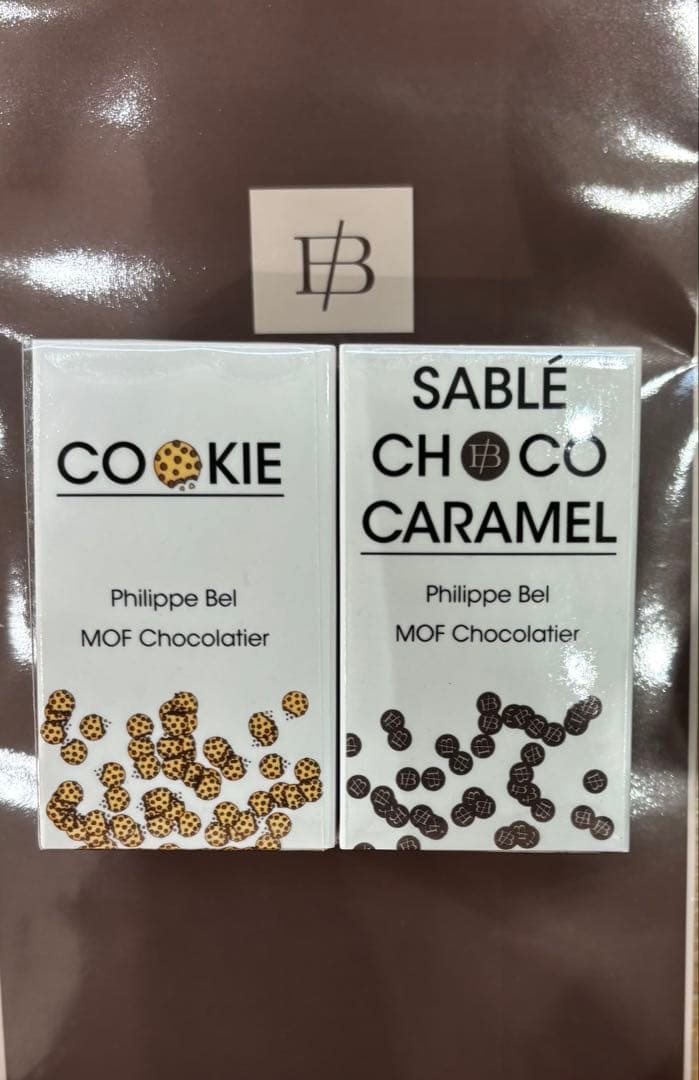 B
COOKIE
Philippe Bel
MOF Chocolatier
SABLÉ
CHOCO
CARAMEL
Philippe Bel
MOF Chocolatier